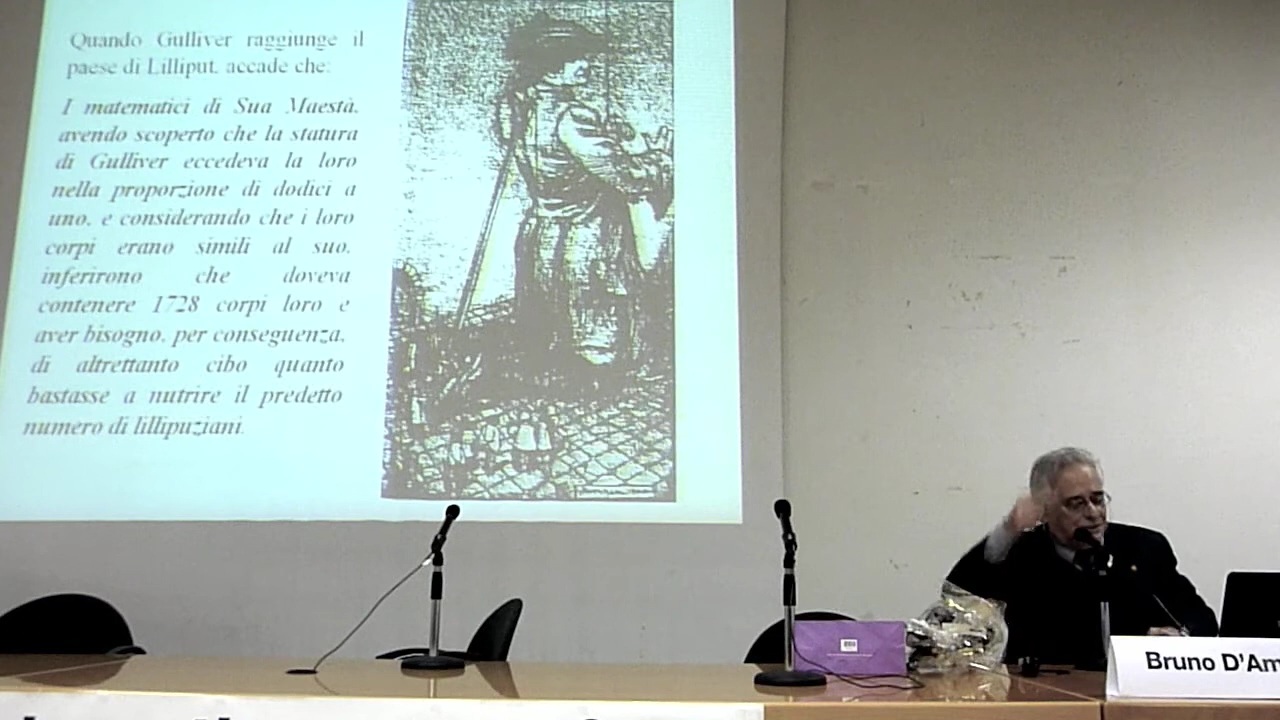 Quando Gulliver raggiunge il
paese di Lilliput, accade che:
I matematici di Sua Maestà,
avendo scoperto che la statura
di Gulliver eccedeva la loro
nella proporzione di dodici a
uno, e considerando che i loro
corpi erano simili al suo,
inferirono che doveva
contenere 1728 corpi loro e
aver bisogno, per conseguenza,
di altrettanto cibo quanto
bastasse a nutrire il predetto
numero di lillipuziani.
Bruno D'Am